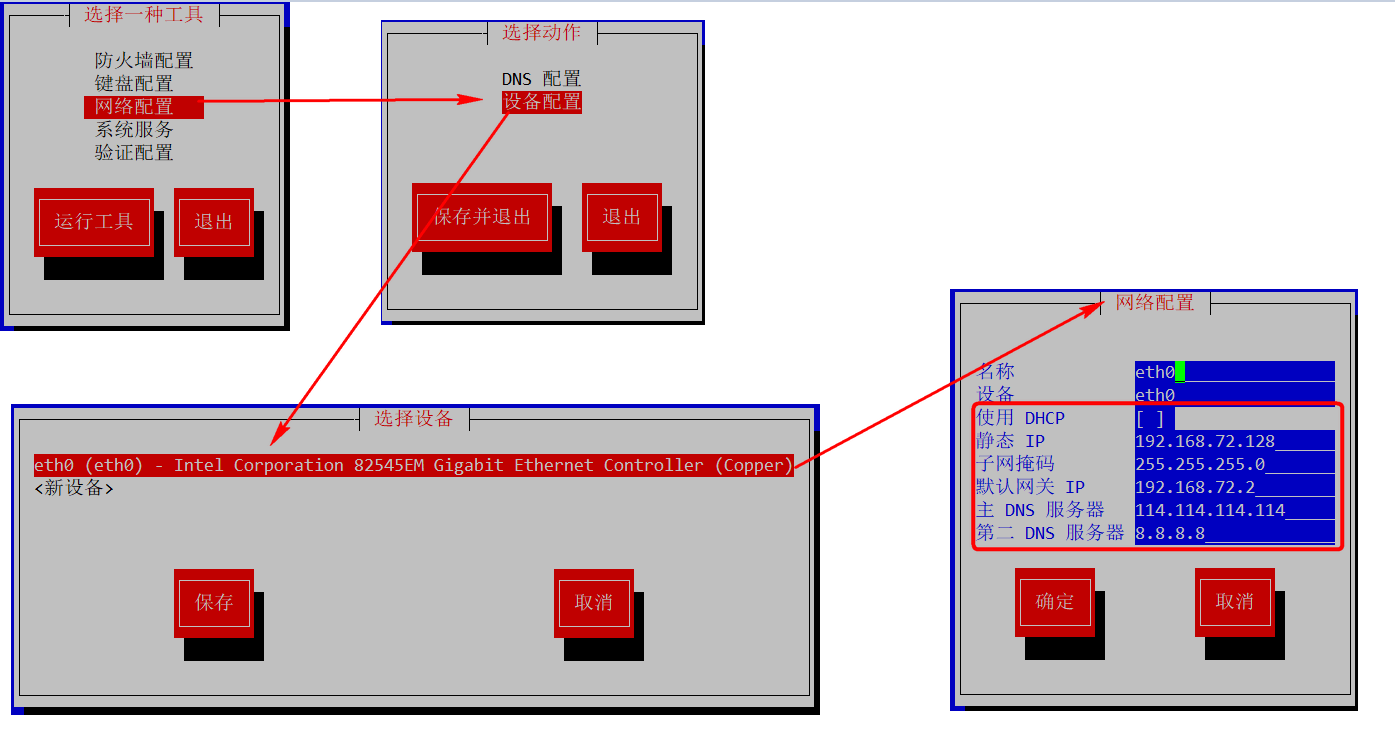 选择一种工具
防火墙配置
键盘配置
网络配置
系统服务
验证配置
运行工具
退出
选择动作
DNS 配置
设备配置
保存并退出
退出
选择设备
eth0 (eth0) - Intel Corporation 82545EM Gigabit Ethernet Controller (Copper)
<新设备>
保存
取消
网络配置
名称 eth0
设备 eth0
使用 DHCP [ ]
静态 IP 192.168.72.128
子网掩码 255.255.255.0
默认网关 IP 192.168.72.2
主 DNS 服务器 114.114.114.114
第二 DNS 服务器 8.8.8.8
确定
取消